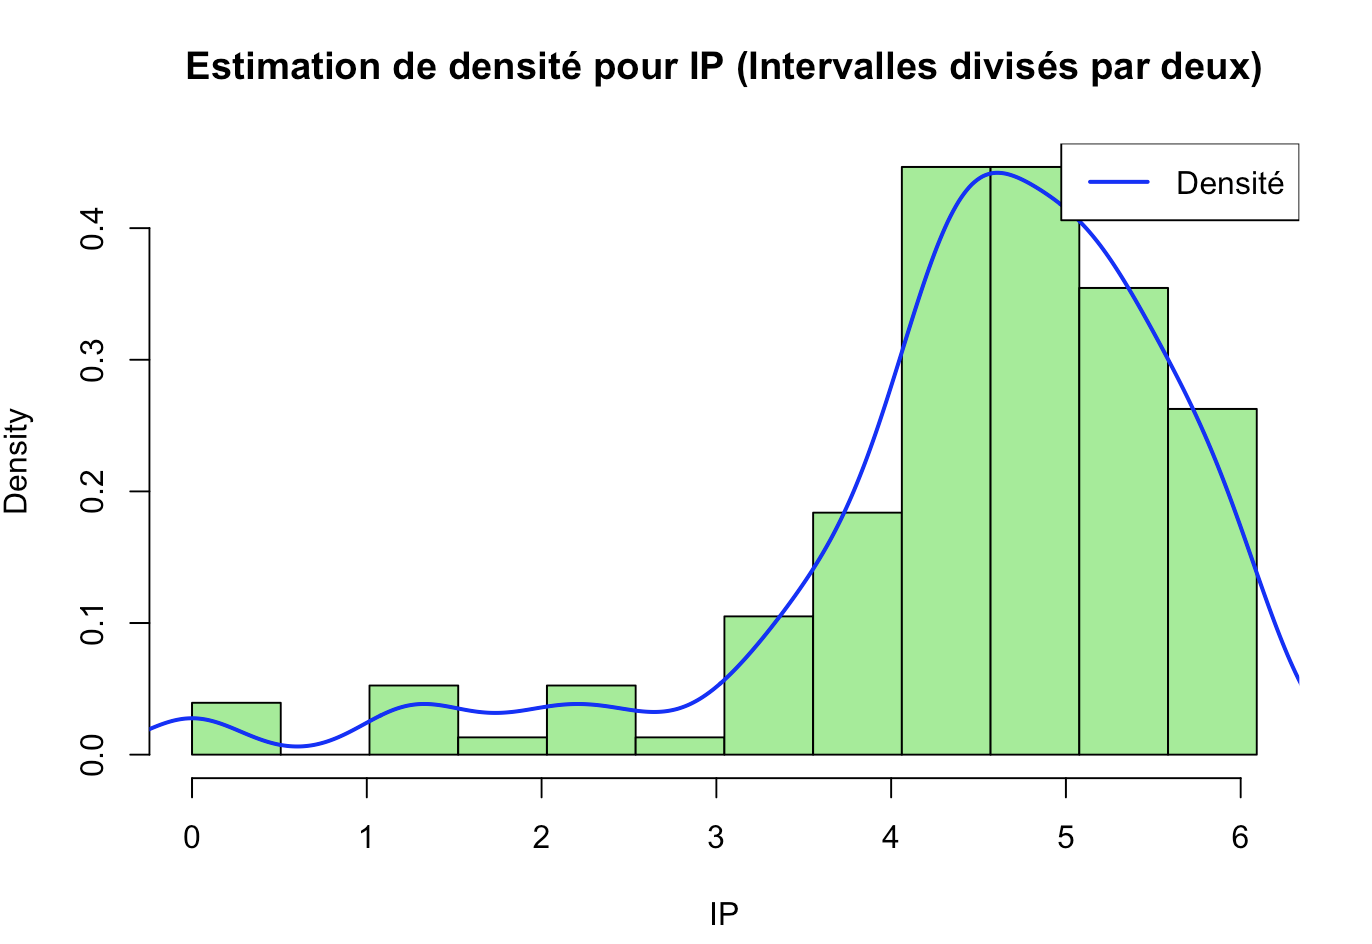 Estimation de densité pour IP (Intervalles divisés par deux)
Densité
Density
0.4
0.3
0.2
0.1
0.0
0 1 2 3 4 5 6
IP